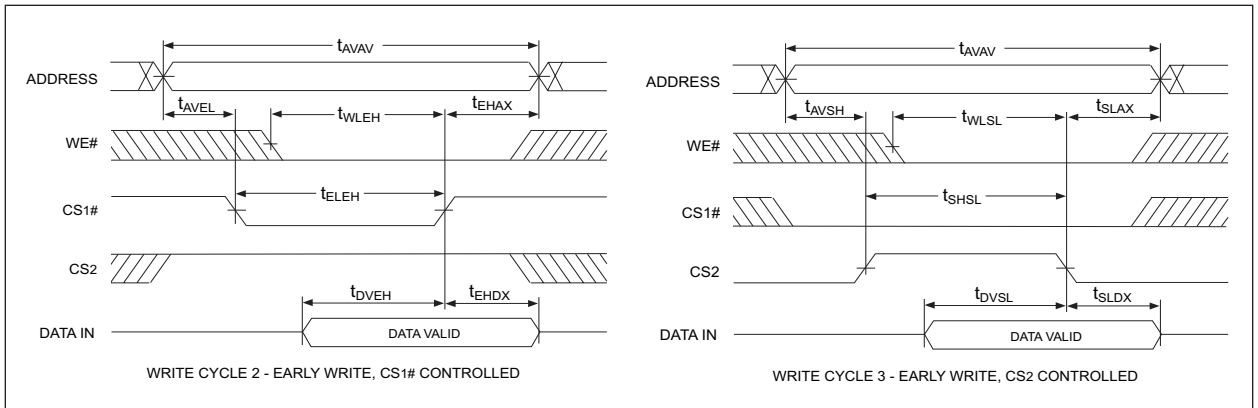 tAVAV
ADDRESS
tAVEL
tWLEH
tEHAX
WE#
tELEH
CS1#
CS2
tDVEH
tEHDX
DATA IN
DATA VALID
WRITE CYCLE 2 - EARLY WRITE, CS1# CONTROLLED
tAVAV
ADDRESS
tAVSH
tWLSL
tSLAX
WE#
tSHSL
CS1#
CS2
tDVSL
tSLDX
DATA IN
DATA VALID
WRITE CYCLE 3 - EARLY WRITE, CS2 CONTROLLED